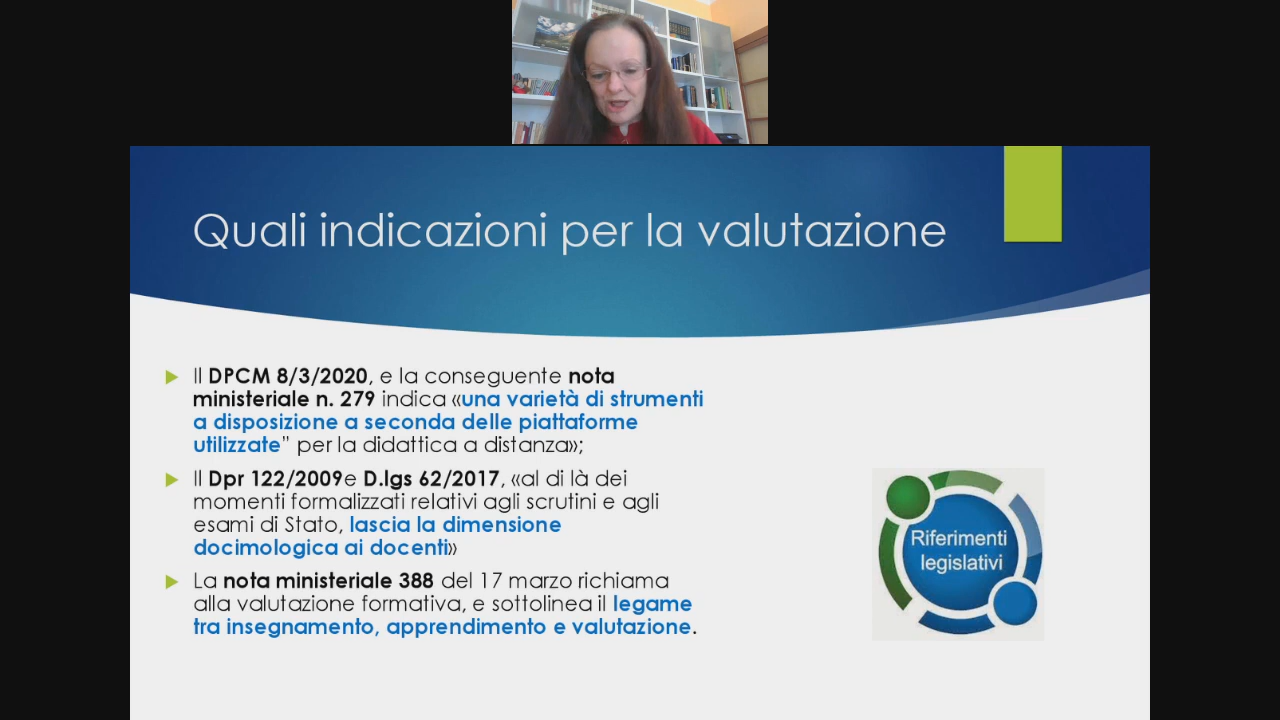 Quali indicazioni per la valutazione
Il DPCM 8/3/2020, e la conseguente nota
ministeriale n. 279 indica «una varietà di strumenti
a disposizione a seconda delle piattaforme
utilizzate” per la didattica a distanza»;
Il Dpr 122/2009e D.lgs 62/2017, «al di là dei
momenti formalizzati relativi agli scrutini e agli
esami di Stato, lascia la dimensione
docimologica ai docenti»
La nota ministeriale 388 del 17 marzo richiama
alla valutazione formativa, e sottolinea il legame
tra insegnamento, apprendimento e valutazione.
Riferimenti
legislativi